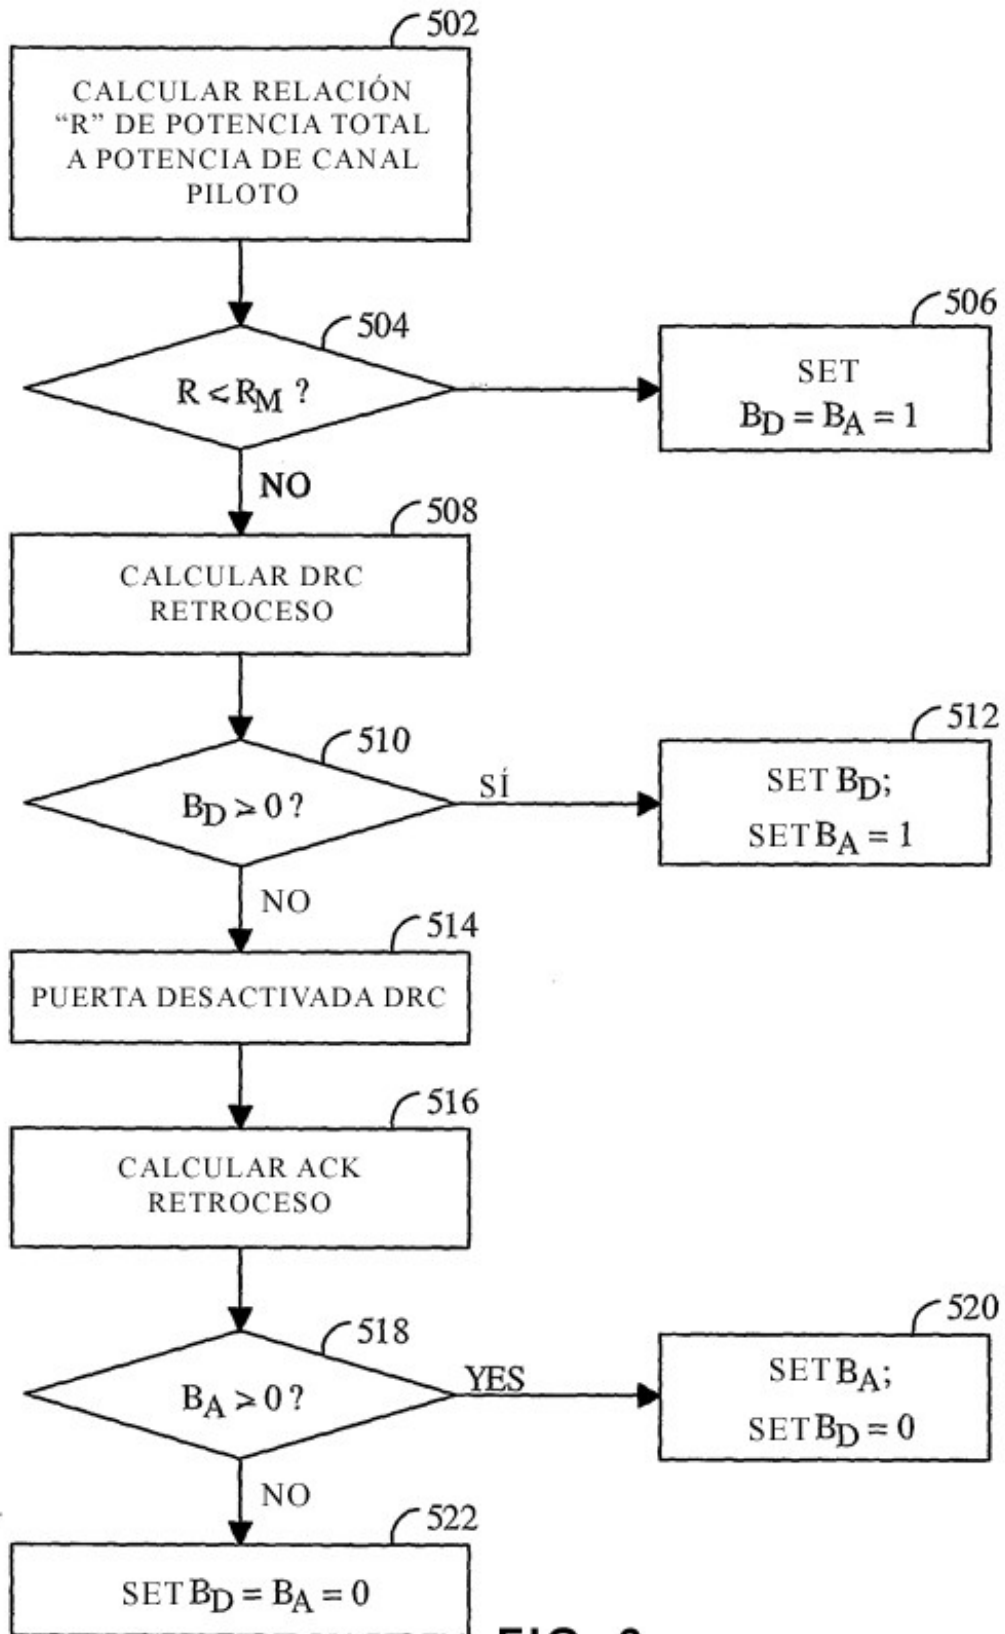 502
CALCULAR RELACIÓN
“R” DE POTENCIA TOTAL
A POTENCIA DE CANAL
PILOTO
504
R < RM ?
506
SET
BD = BA = 1
NO
508
CALCULAR DRC
RETROCESO
510
BD > 0 ?
SÍ
512
SET BD;
SET BA = 1
NO
514
PUERTA DESACTIVADA DRC
516
CALCULAR ACK
RETROCESO
518
BA > 0 ?
YES
520
SET BA;
SET BD = 0
NO
522
SET BD = BA = 0